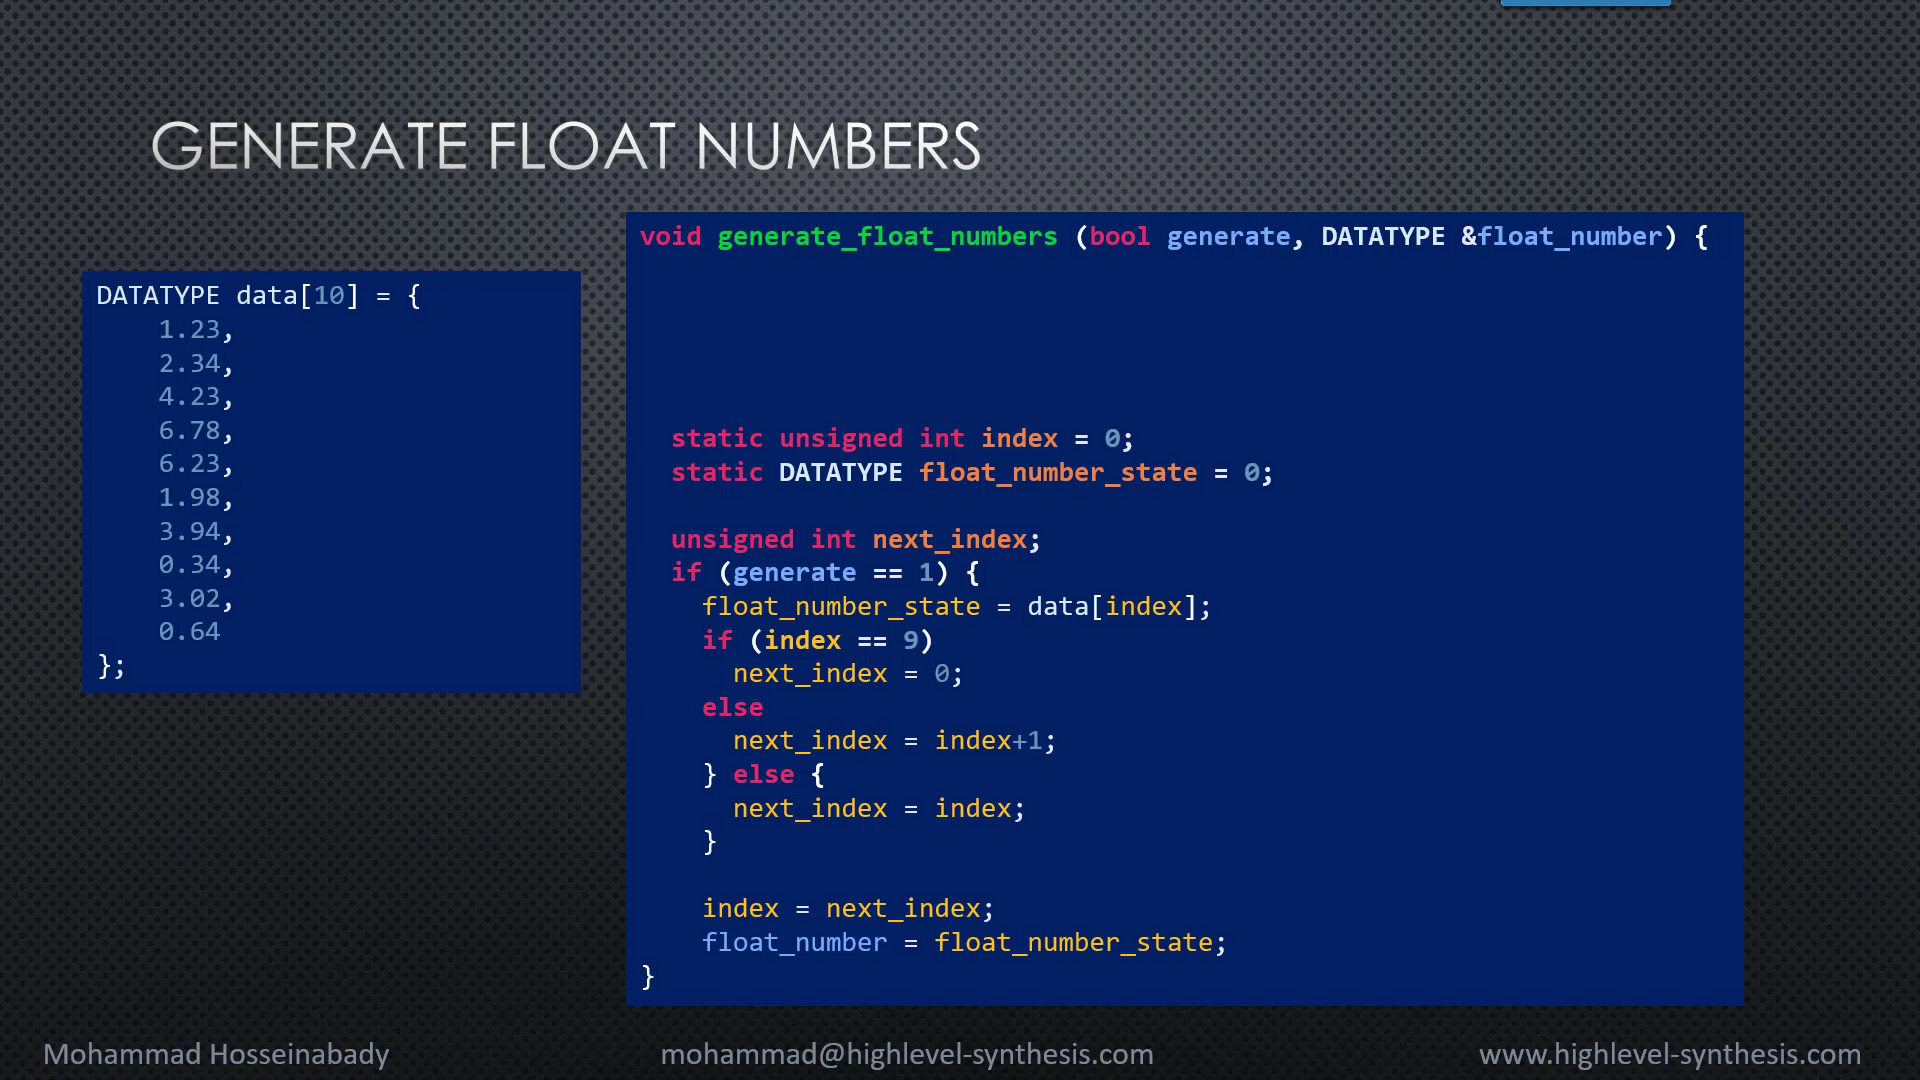 GENERATE FLOAT NUMBERS
DATATYPE data[10] = {
    1.23,
    2.34,
    4.23,
    6.78,
    6.23,
    1.98,
    3.94,
    0.34,
    3.02,
    0.64
};
void generate_float_numbers (bool generate, DATATYPE &float_number) {
  static unsigned int index = 0;
  static DATATYPE float_number_state = 0;
  unsigned int next_index;
  if (generate == 1) {
    float_number_state = data[index];
    if (index == 9)
      next_index = 0;
    else
      next_index = index+1;
    } else {
      next_index = index;
    }
    index = next_index;
    float_number = float_number_state;
}
Mohammad Hosseinabady
mohammad@highlevel-synthesis.com
www.highlevel-synthesis.com